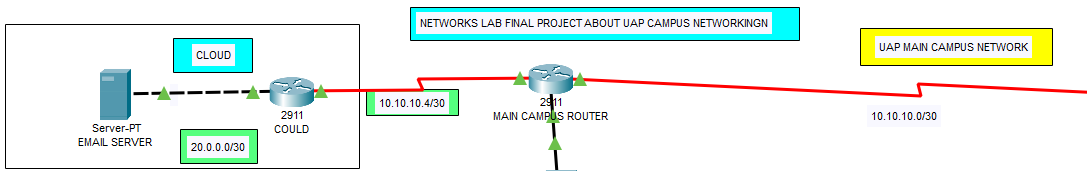 NETWORKS LAB FINAL PROJECT ABOUT UAP CAMPUS NETWORKINGN
UAP MAIN CAMPUS NETWORK
CLOUD
Server-PT
EMAIL SERVER
2911
COULD
20.0.0.0/30
10.10.10.4/30
2911
MAIN CAMPUS ROUTER
10.10.10.0/30